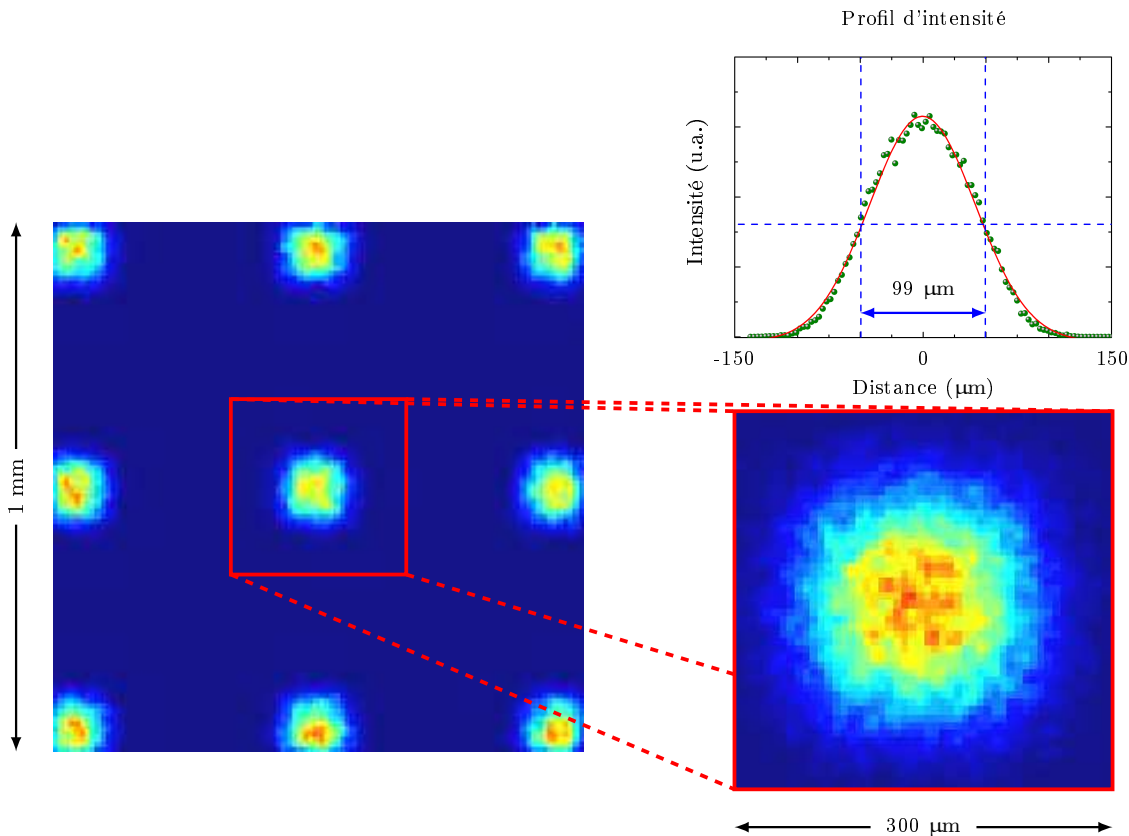 Profil d'intensité
Intensité (u.a.)
99 μm
-150 0 150
Distance (μm)
1 mm
300 μm